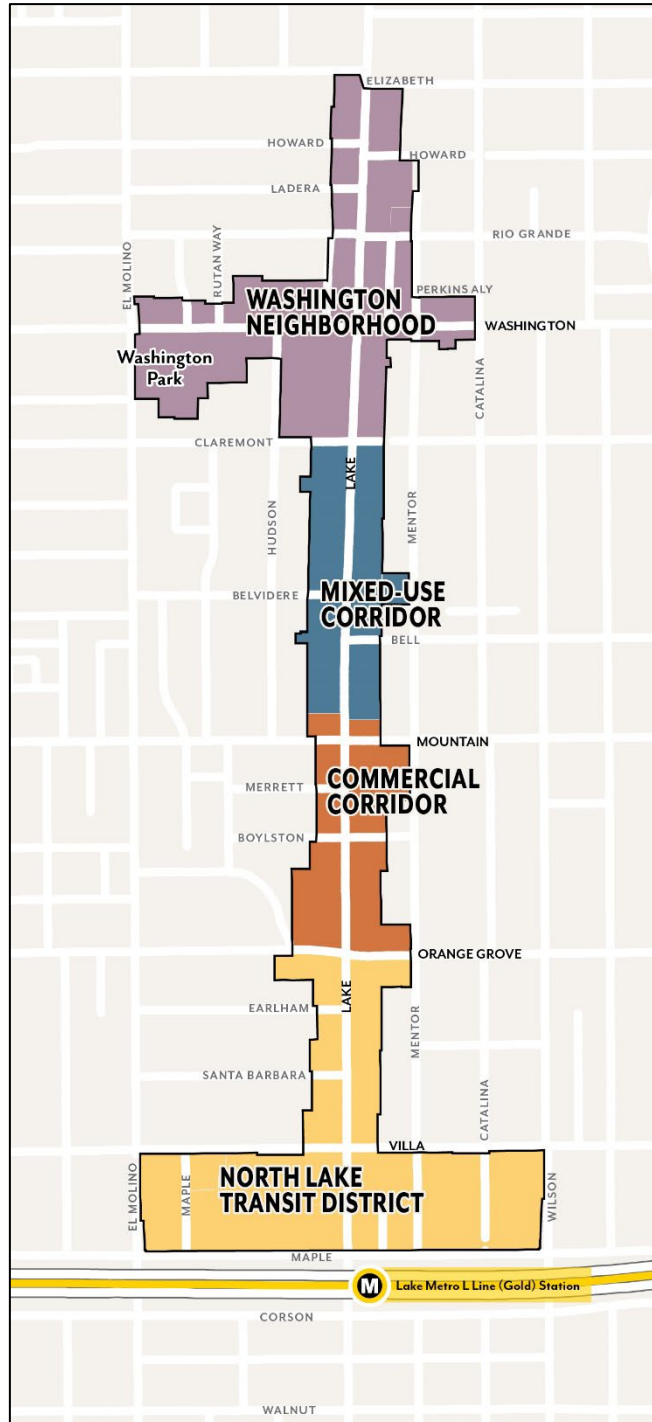 ELIZABETH
HOWARD
HOWARD
LADERA
RIO GRANDE
EL MOLINO
RUTAN WAY
PERKINS ALY
WASHINGTON
NEIGHBORHOOD
WASHINGTON
Washington
Park
CATALINA
CLAREMONT
LAKE
HUDSON
MENTOR
BELVIDERE
MIXED-USE
CORRIDOR
BELL
MOUNTAIN
COMMERCIAL
CORRIDOR
MERRETT
BOYLSTON
ORANGE GROVE
LAKE
EARLHAM
MENTOR
SANTA BARBARA
CATALINA
VILLA
NORTH LAKE
TRANSIT DISTRICT
EL MOLINO
MAPLE
WILSON
MAPLE
M
Lake Metro L Line (Gold) Station
CORSON
WALNUT